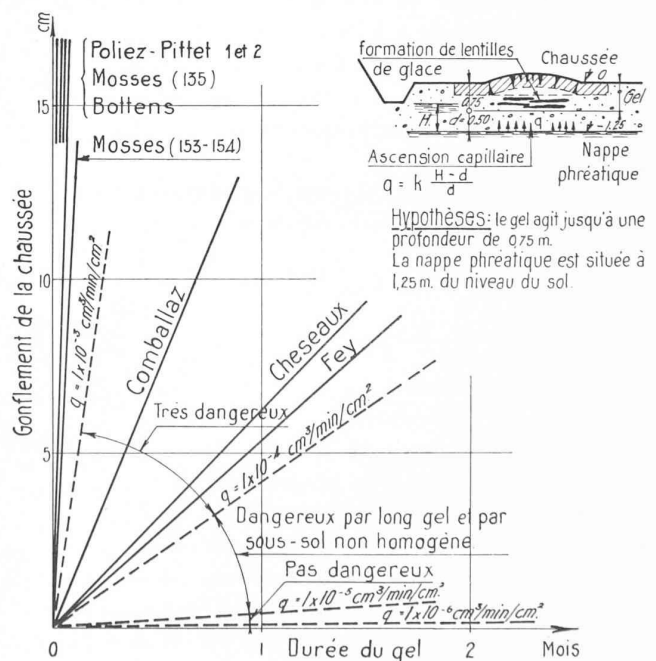 cm
Poliez-Pittet 1 et 2
Mosses (135)
Bottens
Mosses (153-154)
15
10
5
0
1
2
Gonflement de la chaussée
Durée du gel
Mois
formation de lentilles
de glace
Chaussée
± 0
Gel
0,75
H
d=0,50
q
-1,25
Ascension capillaire
q = k (H-d)/d
Nappe
phréatique
Hypothèses: le gel agit jusqu'à une
profondeur de 0,75 m.
La nappe phréatique est située à
1,25 m. du niveau du sol.
q = 1x10⁻³ cm³/min/cm²
Comballaz
Cheseaux
Fey
Très dangereux
q = 1x10⁻⁴ cm³/min/cm²
Dangereux par long gel et par
sous-sol non homogène
Pas dangereux
q = 1x10⁻⁵ cm³/min/cm²
q = 1x10⁻⁶ cm³/min/cm²